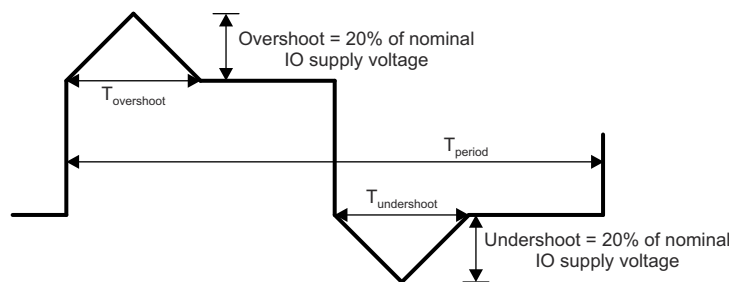 Overshoot = 20% of nominal
IO supply voltage
Tovershoot
Tperiod
Tundershoot
Undershoot = 20% of nominal
IO supply voltage